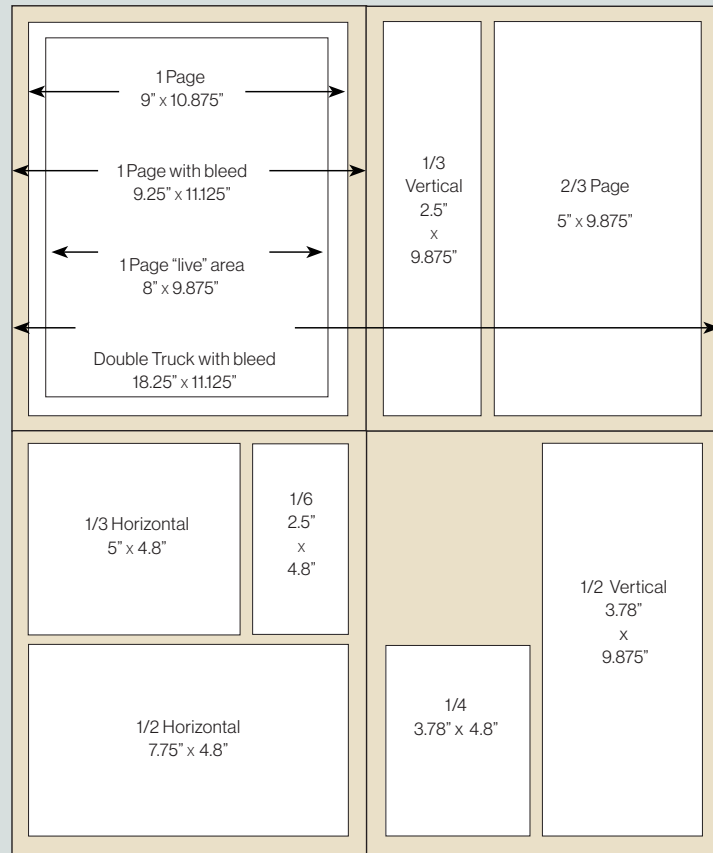 1 Page
9” x 10.875”
1 Page with bleed
9.25” x 11.125”
1 Page “live” area
8” x 9.875”
Double Truck with bleed
18.25” x 11.125”
1/3
Vertical
2.5”
x
9.875”
2/3 Page
5” x 9.875”
1/3 Horizontal
5” x 4.8”
1/6
2.5”
x
4.8”
1/2 Horizontal
7.75” x 4.8”
1/4
3.78” x 4.8”
1/2 Vertical
3.78”
x
9.875”